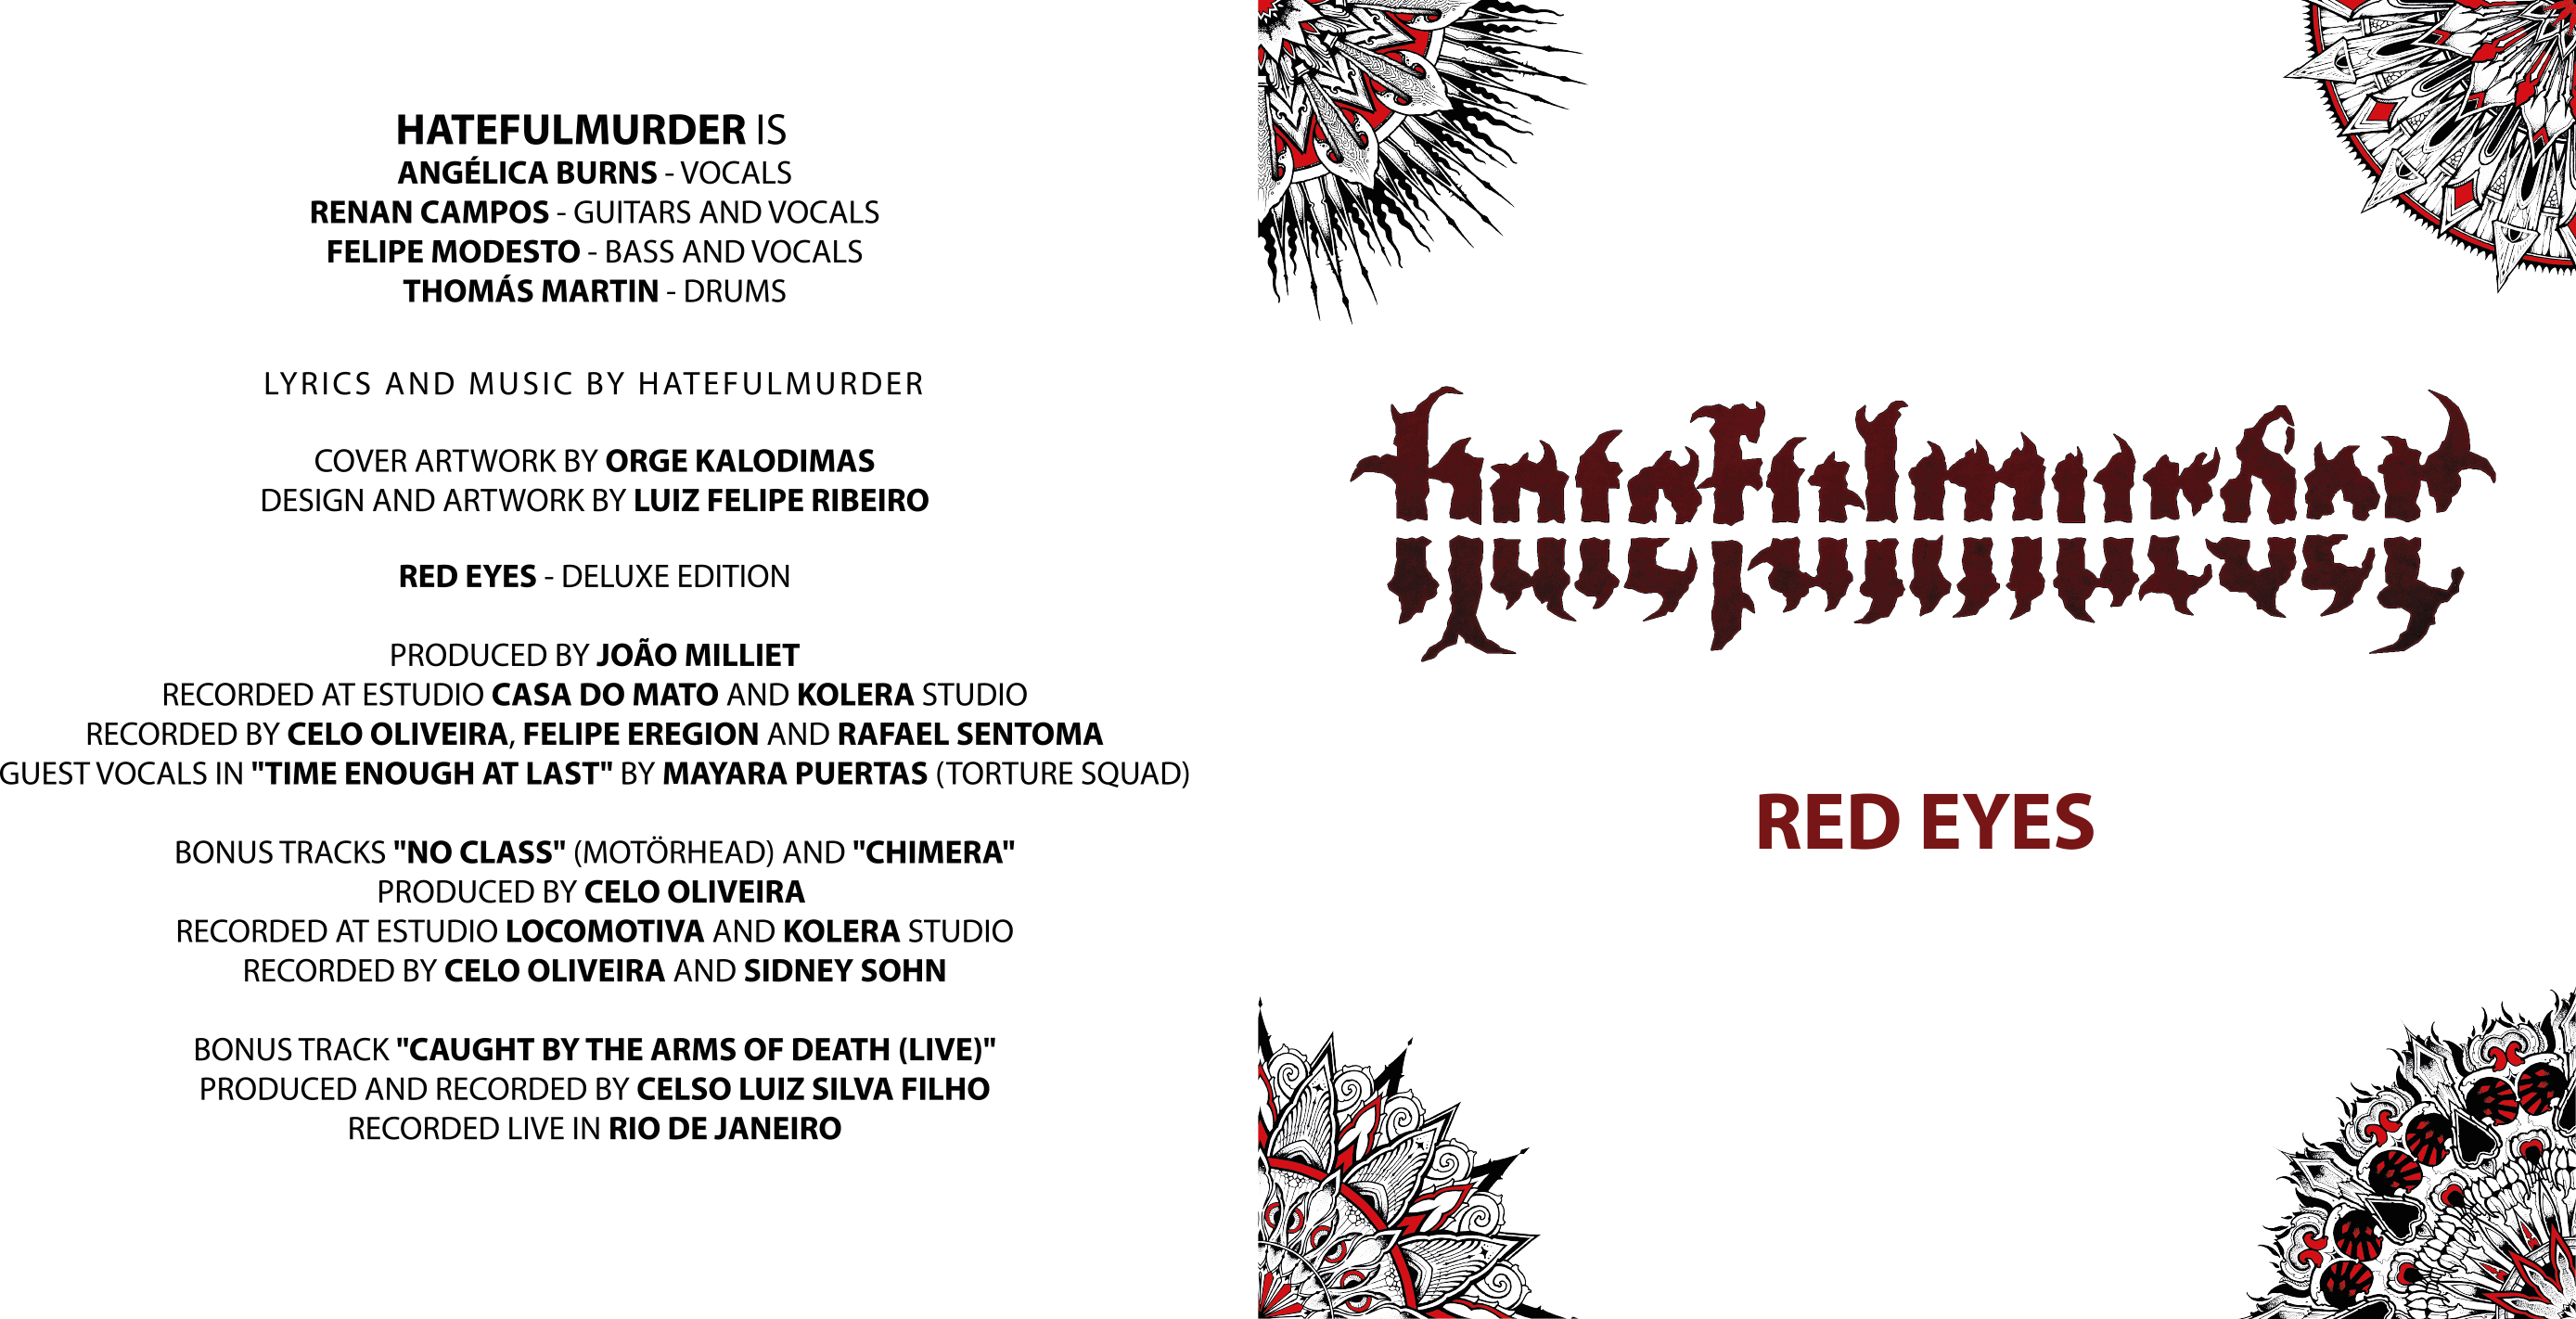 HATEFULMURDER IS
ANGÉLICA BURNS - VOCALS
RENAN CAMPOS - GUITARS AND VOCALS
FELIPE MODESTO - BASS AND VOCALS
THOMÁS MARTIN - DRUMS
LYRICS AND MUSIC BY HATEFULMURDER
COVER ARTWORK BY ORGE KALODIMAS
DESIGN AND ARTWORK BY LUIZ FELIPE RIBEIRO
RED EYES - DELUXE EDITION
PRODUCED BY JOÃO MILLIET
RECORDED AT ESTUDIO CASA DO MATO AND KOLERA STUDIO
RECORDED BY CELO OLIVEIRA, FELIPE EREGION AND RAFAEL SENTOMA
GUEST VOCALS IN "TIME ENOUGH AT LAST" BY MAYARA PUERTAS (TORTURE SQUAD)
BONUS TRACKS "NO CLASS" (MOTÖRHEAD) AND "CHIMERA"
PRODUCED BY CELO OLIVEIRA
RECORDED AT ESTUDIO LOCOMOTIVA AND KOLERA STUDIO
RECORDED BY CELO OLIVEIRA AND SIDNEY SOHN
BONUS TRACK "CAUGHT BY THE ARMS OF DEATH (LIVE)"
PRODUCED AND RECORDED BY CELSO LUIZ SILVA FILHO
RECORDED LIVE IN RIO DE JANEIRO
hatefulmurder
RED EYES